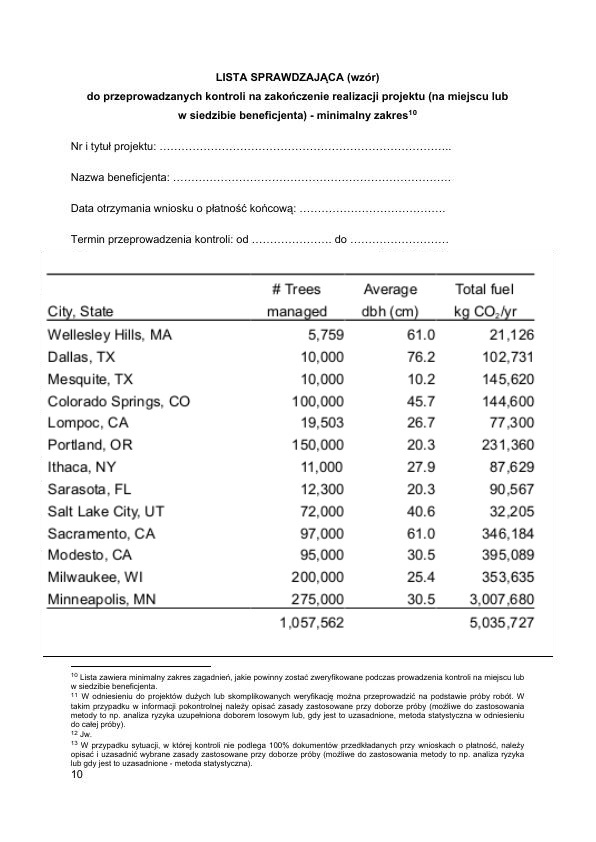 LISTA SPRAWDZAJĄCA (wzór)
do przeprowadzanych kontroli na zakończenie realizacji projektu (na miejscu lub
w siedzibie beneficjenta) - minimalny zakres10
Nr i tytuł projektu: …………………………………………………………………….
Nazwa beneficjenta: …………………………………………………………………
Data otrzymania wniosku o płatność końcową: ………………………………….
Termin przeprowadzenia kontroli: od …………………. do ………………………
# Trees Average Total fuel
City, State managed dbh (cm) kg CO₂/yr
Wellesley Hills, MA 5,759 61.0 21,126
Dallas, TX 10,000 76.2 102,731
Mesquite, TX 10,000 10.2 145,620
Colorado Springs, CO 100,000 45.7 144,600
Lompoc, CA 19,503 26.7 77,300
Portland, OR 150,000 20.3 231,360
Ithaca, NY 11,000 27.9 87,629
Sarasota, FL 12,300 20.3 90,567
Salt Lake City, UT 72,000 40.6 32,205
Sacramento, CA 97,000 61.0 346,184
Modesto, CA 95,000 30.5 395,089
Milwaukee, WI 200,000 25.4 353,635
Minneapolis, MN 275,000 30.5 3,007,680
1,057,562 5,035,727
10 Lista zawiera minimalny zakres zagadnień, jakie powinny zostać zweryfikowane podczas prowadzenia kontroli na miejscu lub
w siedzibie beneficjenta.
11 W odniesieniu do projektów dużych lub skomplikowanych weryfikację można przeprowadzić na podstawie próby robót. W
takim przypadku w informacji pokontrolnej należy opisać zasady zastosowane przy doborze próby (możliwe do zastosowania
metody to np. analiza ryzyka uzupełniona doborem losowym lub, gdy jest to uzasadnione, metoda statystyczna w odniesieniu
do całej próby).
12 Jw.
13 W przypadku sytuacji, w której kontroli nie podlega 100% dokumentów przedkładanych przy wnioskach o płatność, należy
opisać i uzasadnić wybrane zasady zastosowane przy doborze próby (możliwe do zastosowania metody to np. analiza ryzyka
lub gdy jest to uzasadnione - metoda statystyczna).
10